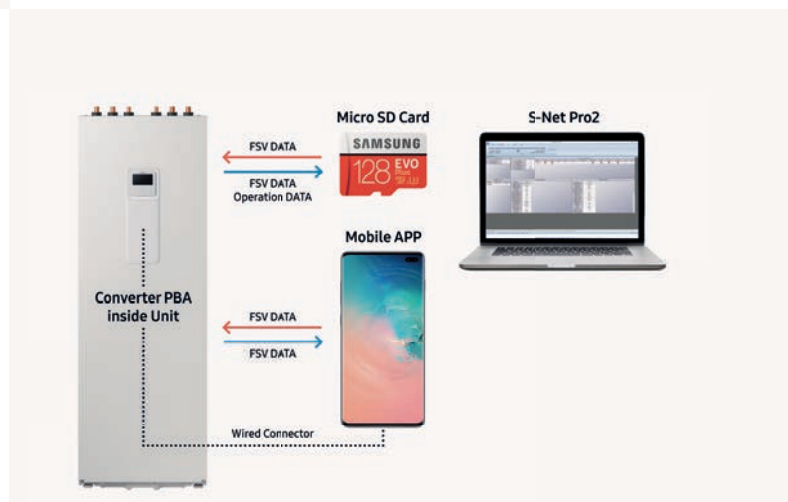 Micro SD Card
S-Net Pro2
FSV DATA
SAMSUNG
128 EVO
Plus
FSV DATA
Operation DATA
Mobile APP
Converter PBA
inside Unit
FSV DATA
FSV DATA
Wired Connector